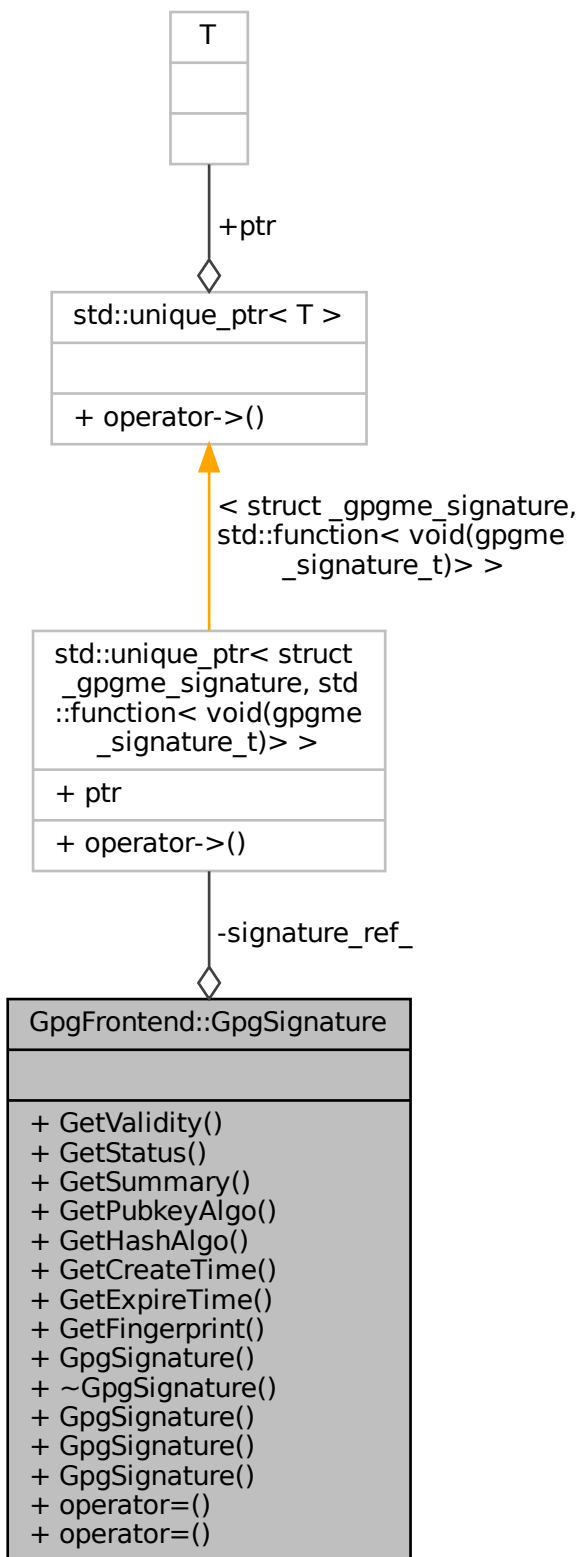 T
+ptr
std::unique_ptr< T >
+ operator->()
< struct _gpgme_signature,
std::function< void(gpgme
_signature_t)> >
std::unique_ptr< struct
_gpgme_signature, std
::function< void(gpgme
_signature_t)> >
+ ptr
+ operator->()
-signature_ref_
GpgFrontend::GpgSignature
+ GetValidity()
+ GetStatus()
+ GetSummary()
+ GetPubkeyAlgo()
+ GetHashAlgo()
+ GetCreateTime()
+ GetExpireTime()
+ GetFingerprint()
+ GpgSignature()
+ ~GpgSignature()
+ GpgSignature()
+ GpgSignature()
+ GpgSignature()
+ operator=()
+ operator=()